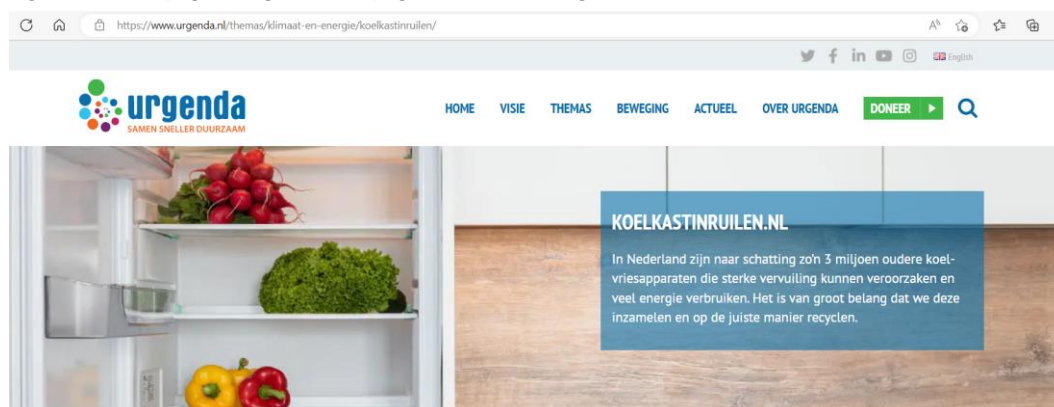 https://www.urgenda.nl/themas/klimaat-en-energie/koelkastinruilen/
English
urgenda
SAMEN SNELLER DUURZAAM
HOME VISIE THEMAS BEWEGING ACTUEEL OVER URGENDA DONEER
KOELKASTINRUILEN.NL
In Nederland zijn naar schatting zo'n 3 miljoen oudere koel-
vriesapparaten die sterke vervuiling kunnen veroorzaken en
veel energie verbruiken. Het is van groot belang dat we deze
inzamelen en op de juiste manier recyclen.